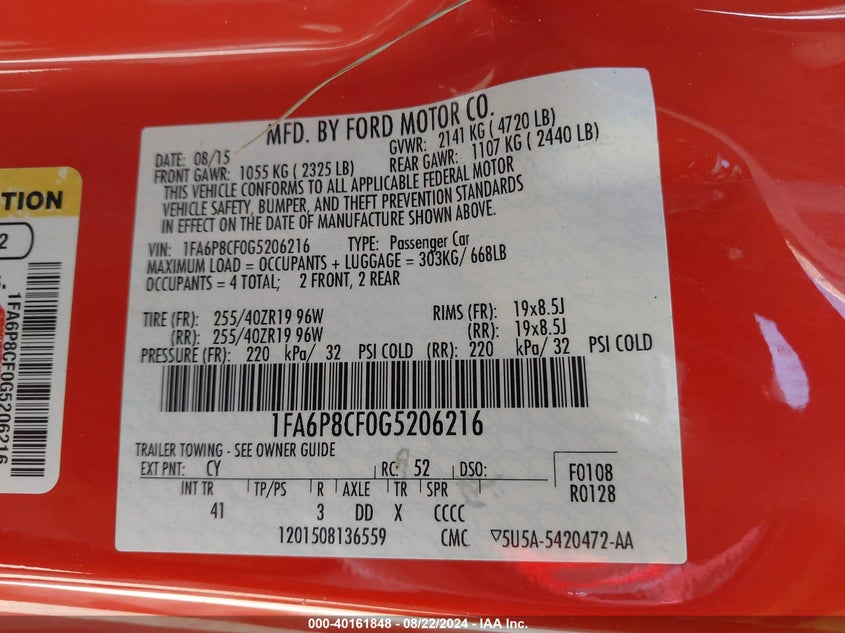 MFD. BY FORD MOTOR CO.
DATE: 08/15 GVWR: 2141 KG ( 4720 LB)
FRONT GAWR: 1055 KG ( 2325 LB) REAR GAWR: 1107 KG ( 2440 LB)
THIS VEHICLE CONFORMS TO ALL APPLICABLE FEDERAL MOTOR
VEHICLE SAFETY, BUMPER, AND THEFT PREVENTION STANDARDS
IN EFFECT ON THE DATE OF MANUFACTURE SHOWN ABOVE.
VIN: 1FA6P8CF0G5206216 TYPE: Passenger Car
MAXIMUM LOAD = OCCUPANTS + LUGGAGE = 303KG/ 668LB
OCCUPANTS = 4 TOTAL; 2 FRONT, 2 REAR
TIRE (FR): 255/40ZR19 96W RIMS (FR): 19x8.5J
(RR): 255/40ZR19 96W (RR): 19x8.5J
PRESSURE (FR): 220 kPa/ 32 PSI COLD (RR): 220 kPa/ 32 PSI COLD
1FA6P8CF0G5206216
TRAILER TOWING - SEE OWNER GUIDE
EXT PNT: CY RC: 52 DSO: F0108
INT TR TP/PS R AXLE TR SPR R0128
41 3 DD X CCCC
1201508136559 CMC ▽5U5A-5420472-AA
TION
2
1FA6P8CF0G5206216
000-40161848 - 08/22/2024 - IAA Inc.